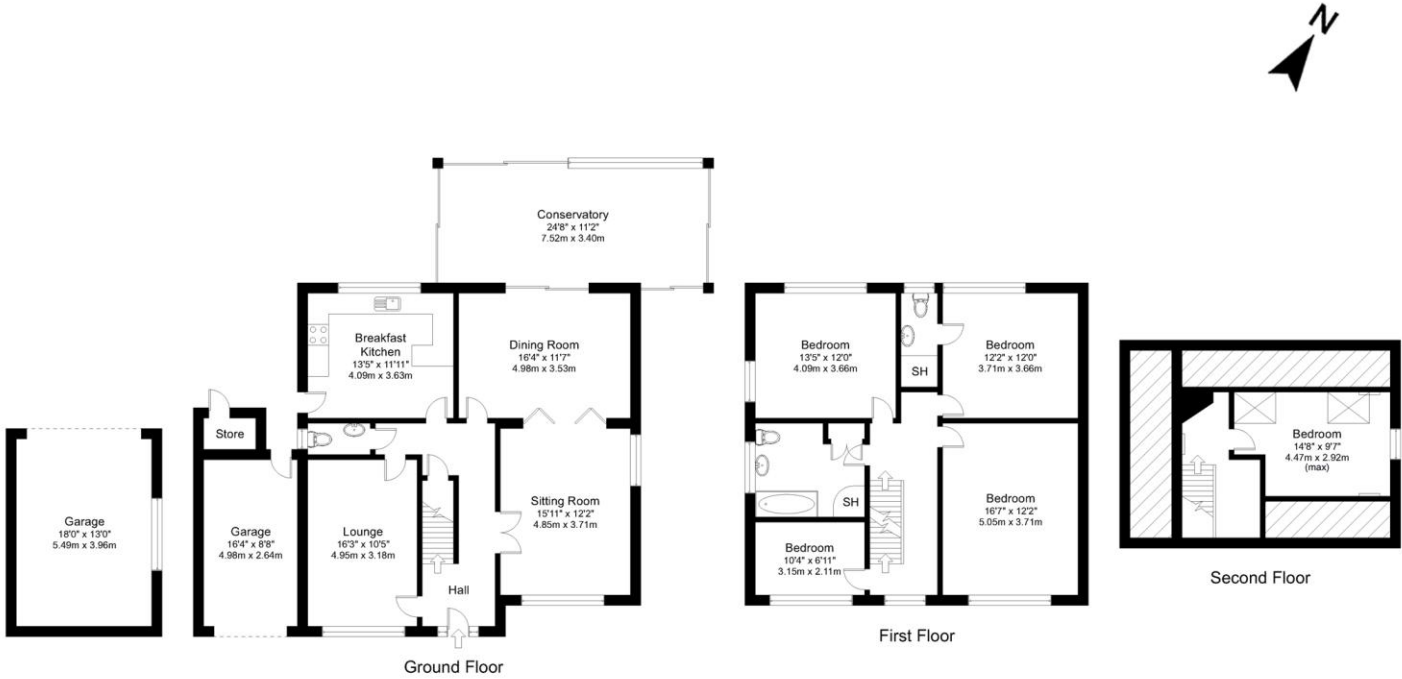 N
Conservatory
24'8" x 11'2"
7.52m x 3.40m
Breakfast
Kitchen
13'5" x 11'11"
4.09m x 3.63m
Dining Room
16'4" x 11'7"
4.98m x 3.53m
Store
Garage
18'0" x 13'0"
5.49m x 3.96m
Garage
16'4" x 8'8"
4.98m x 2.64m
Lounge
16'3" x 10'5"
4.95m x 3.18m
Sitting Room
15'11" x 12'2"
4.85m x 3.71m
Hall
Ground Floor
Bedroom
13'5" x 12'0"
4.09m x 3.66m
SH
Bedroom
12'2" x 12'0"
3.71m x 3.66m
SH
Bedroom
10'4" x 6'11"
3.15m x 2.11m
Bedroom
16'7" x 12'2"
5.05m x 3.71m
First Floor
Bedroom
14'8" x 9'7"
4.47m x 2.92m
(max)
Second Floor